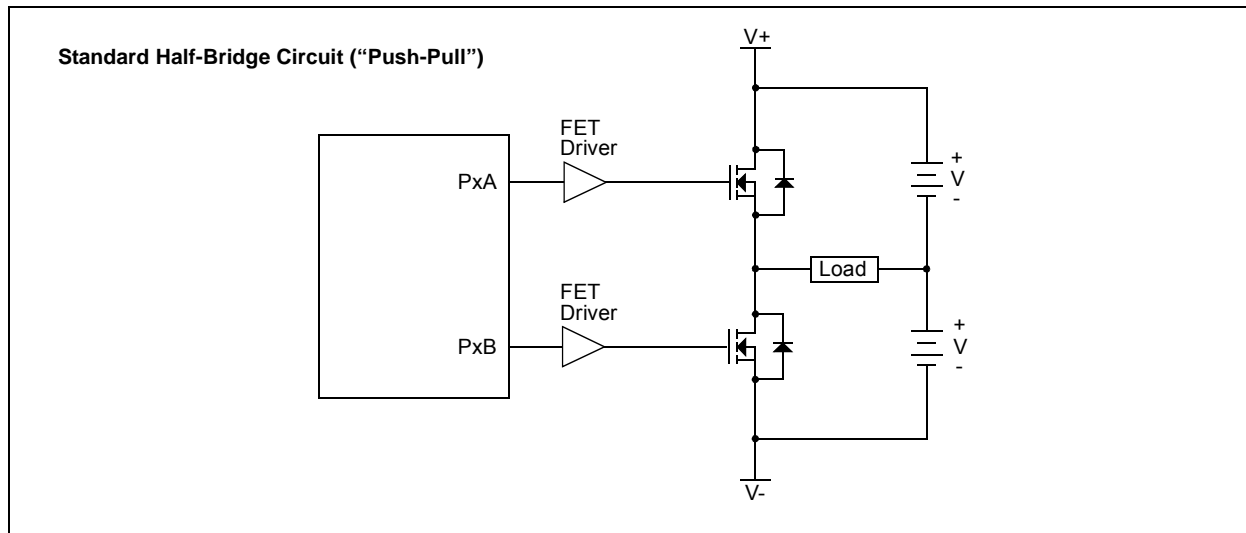 Standard Half-Bridge Circuit (“Push-Pull”)
V+
FET
Driver
PxA
+
V
-
Load
FET
Driver
PxB
+
V
-
V-